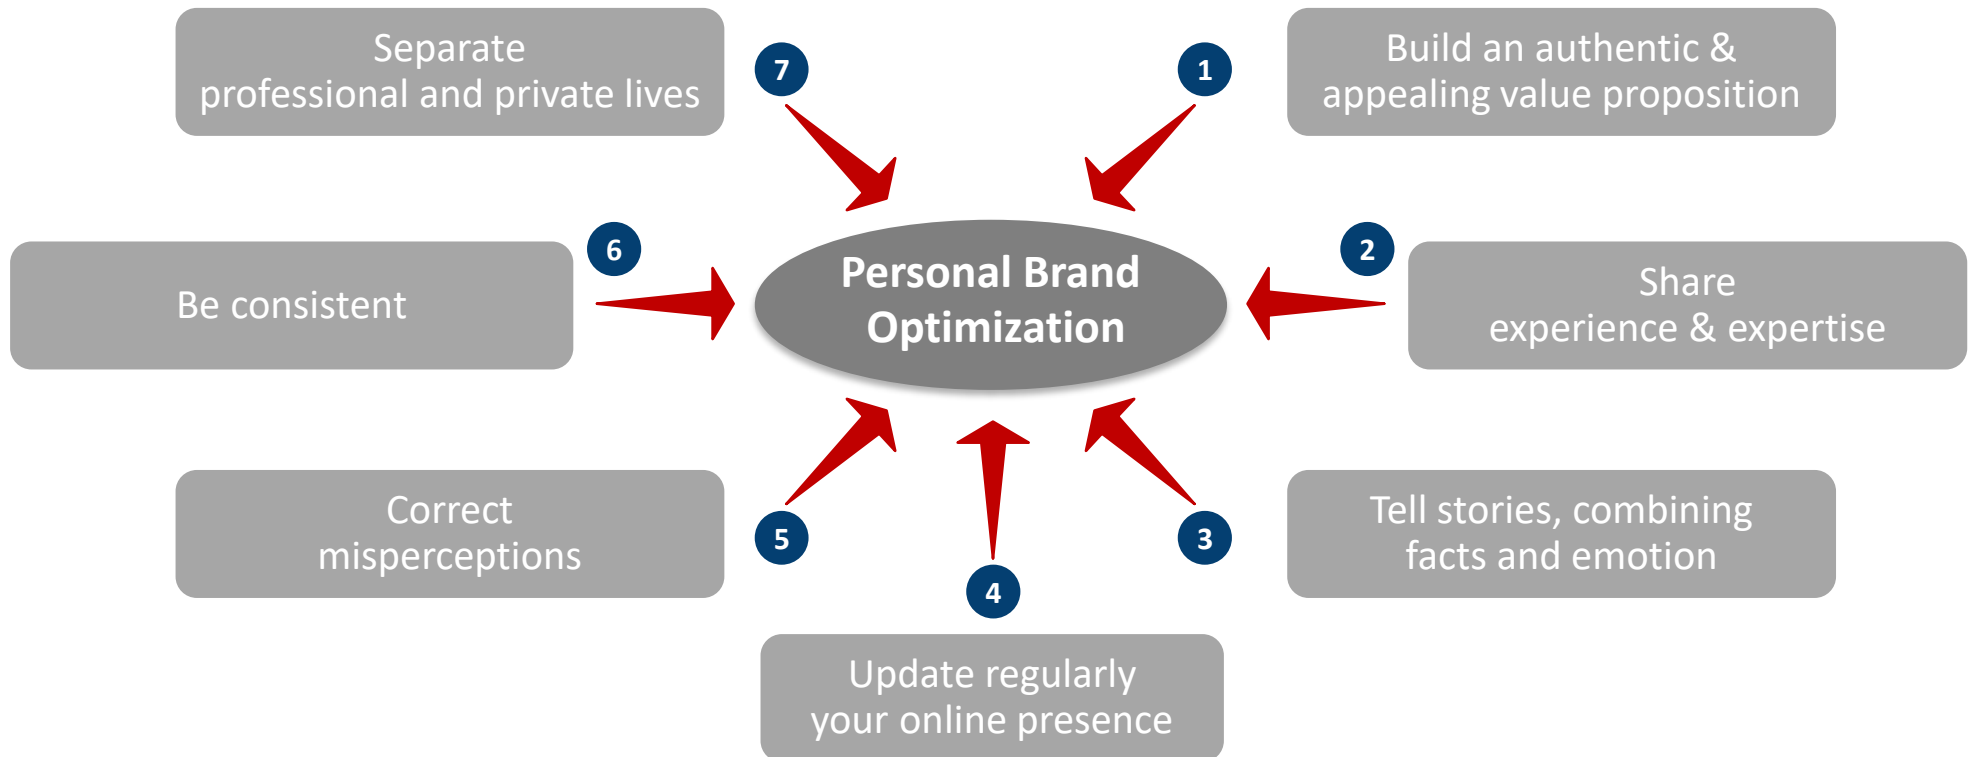 Personal Brand
Optimization
1
Build an authentic &
appealing value proposition
2
Share
experience & expertise
3
Tell stories, combining
facts and emotion
4
Update regularly
your online presence
5
Correct
misperceptions
6
Be consistent
7
Separate
professional and private lives